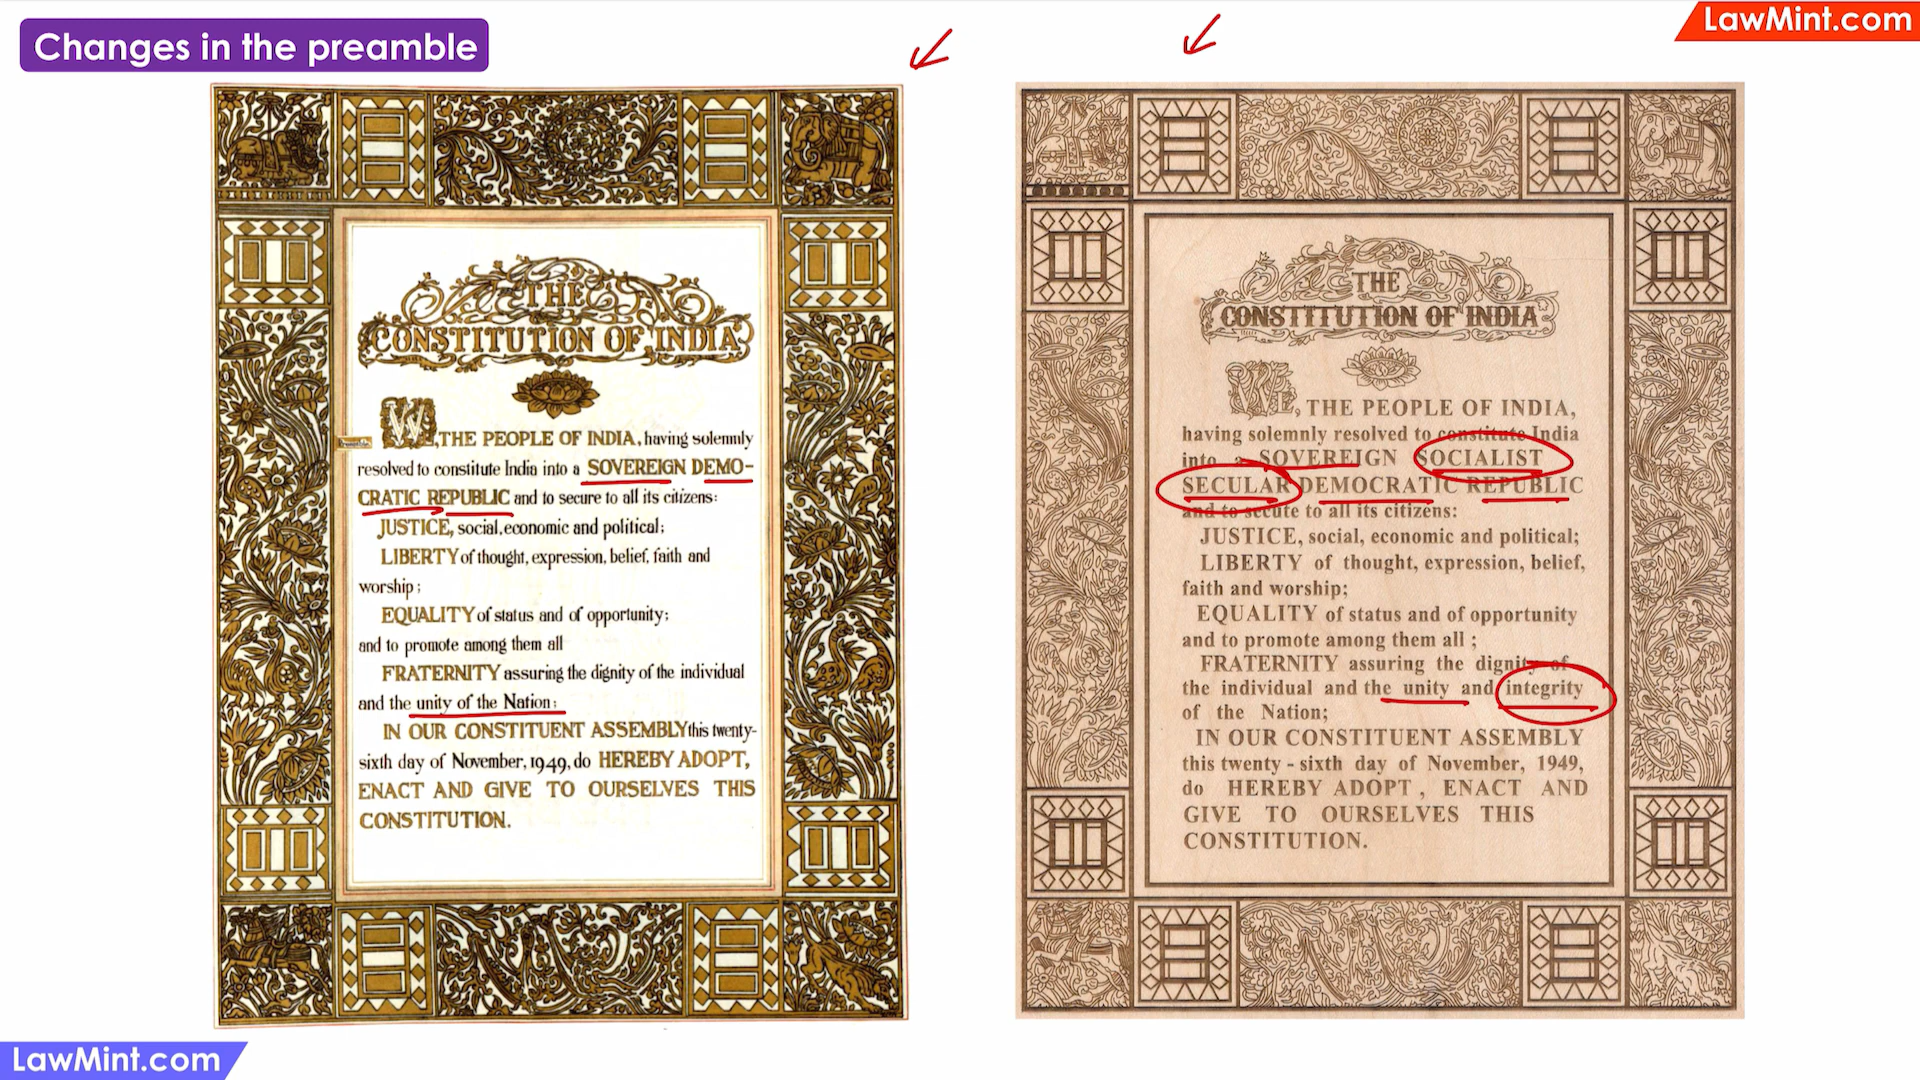 Changes in the preamble
LawMint.com
THE
CONSTITUTION OF INDIA
WE, THE PEOPLE OF INDIA, having solemnly
resolved to constitute India into a SOVEREIGN DEMO-
CRATIC REPUBLIC and to secure to all its citizens:
JUSTICE, social, economic and political;
LIBERTY of thought, expression, belief, faith and
worship;
EQUALITY of status and of opportunity;
and to promote among them all
FRATERNITY assuring the dignity of the individual
and the unity of the Nation;
IN OUR CONSTITUENT ASSEMBLY this twenty-
sixth day of November, 1949, do HEREBY ADOPT,
ENACT AND GIVE TO OURSELVES THIS
CONSTITUTION.
THE
CONSTITUTION OF INDIA
WE, THE PEOPLE OF INDIA,
having solemnly resolved to constitute India
into a SOVEREIGN SOCIALIST
SECULAR DEMOCRATIC REPUBLIC
and to secute to all its citizens:
JUSTICE, social, economic and political;
LIBERTY of thought, expression, belief,
faith and worship;
EQUALITY of status and of opportunity
and to promote among them all ;
FRATERNITY assuring the dignity of
the individual and the unity and integrity
of the Nation;
IN OUR CONSTITUENT ASSEMBLY
this twenty - sixth day of November, 1949,
do HEREBY ADOPT , ENACT AND
GIVE TO OURSELVES THIS
CONSTITUTION.
LawMint.com